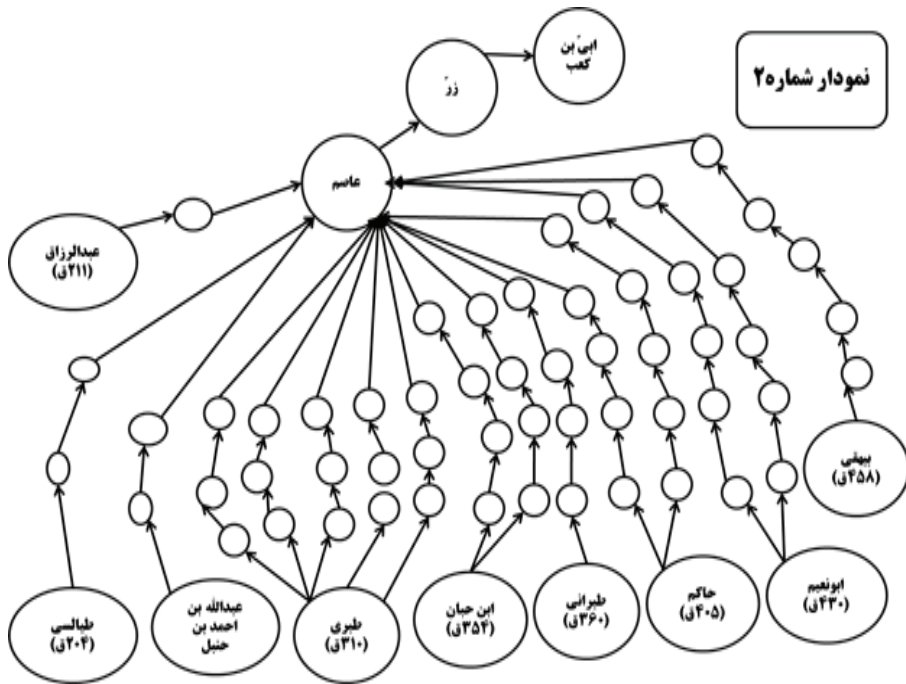 نمودار شماره۲
ابیّ بن
کعب
زرّ
عاصم
عبدالرزاق
(۲۱۱ق)
بیهقی
(۴۵۸ق)
ابونعیم
(۴۳۰ق)
حاکم
(۴۰۵ق)
طبرانی
(۳۶۰ق)
ابن حبان
(۳۵۴ق)
طبری
(۳۱۰ق)
عبدالله بن
احمد بن
حنبل
طیالسی
(۲۰۴ق)